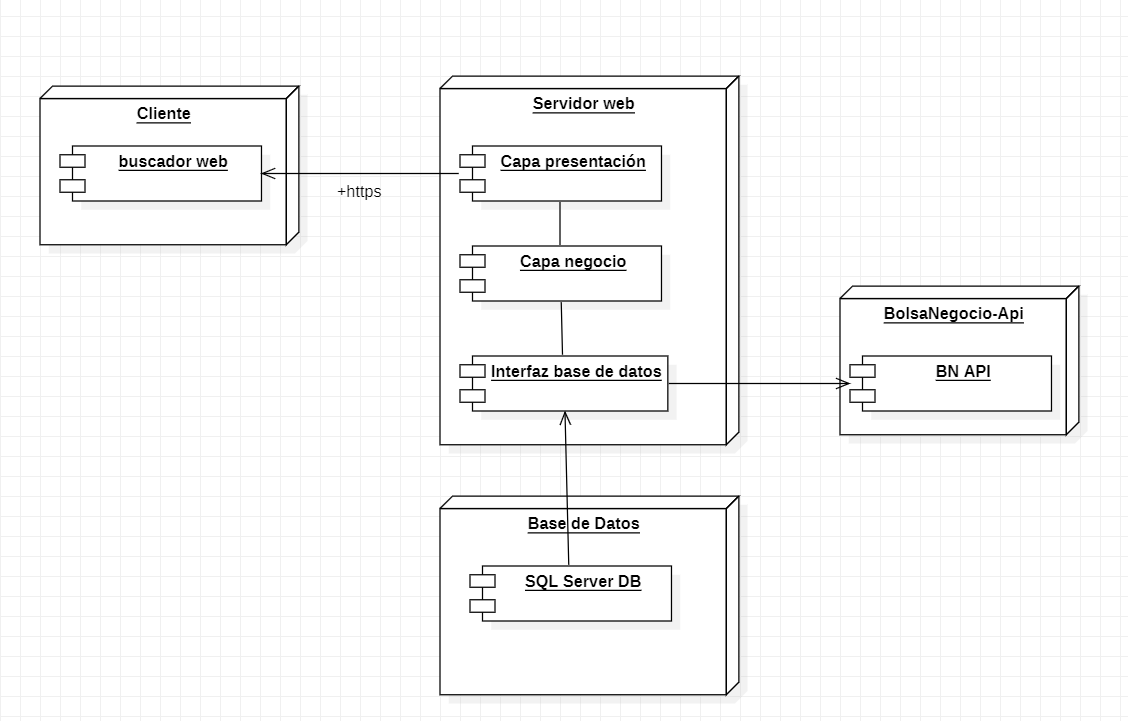 Cliente
buscador web
+https
Servidor web
Capa presentación
Capa negocio
Interfaz base de datos
BolsaNegocio-Api
BN API
Base de Datos
SQL Server DB